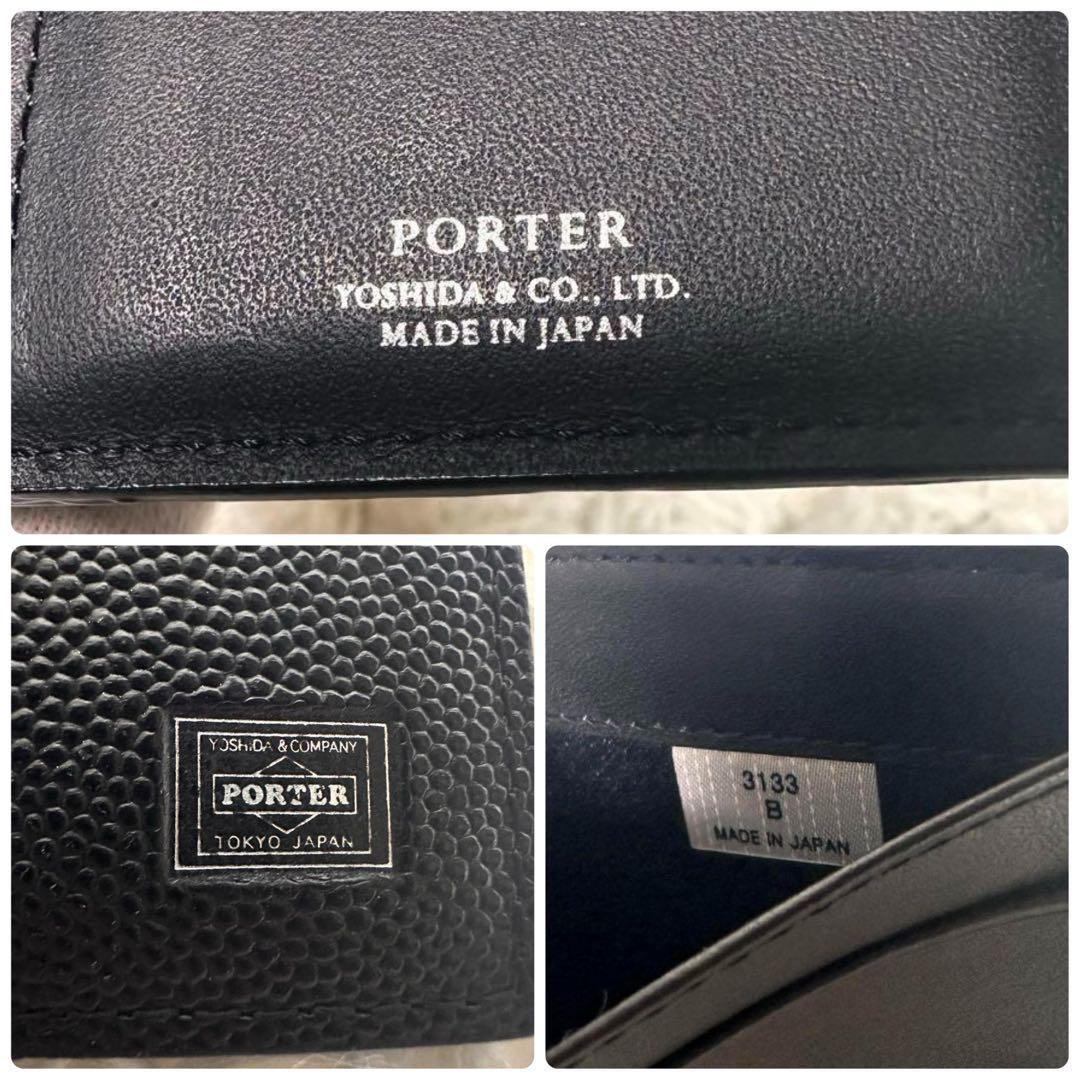 PORTER
YOSHIDA & CO., LTD.
MADE IN JAPAN
YOSHIDA & COMPANY
PORTER
TOKYO JAPAN
3133
B
MADE IN JAPAN